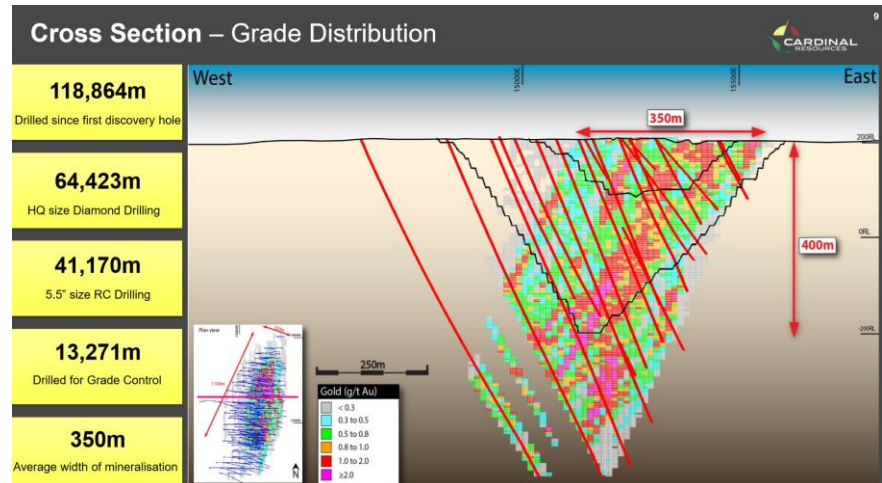 Cross Section – Grade Distribution
9
CARDINAL
RESOURCES
118,864m
Drilled since first discovery hole
64,423m
HQ size Diamond Drilling
41,170m
5.5" size RC Drilling
13,271m
Drilled for Grade Control
350m
Average width of mineralisation
West
15000E
15500E
East
350m
200RL
400m
0RL
-200RL
Plan view
N
250m
Gold (g/t Au)
< 0.3
0.3 to 0.5
0.5 to 0.8
0.8 to 1.0
1.0 to 2.0
≥2.0